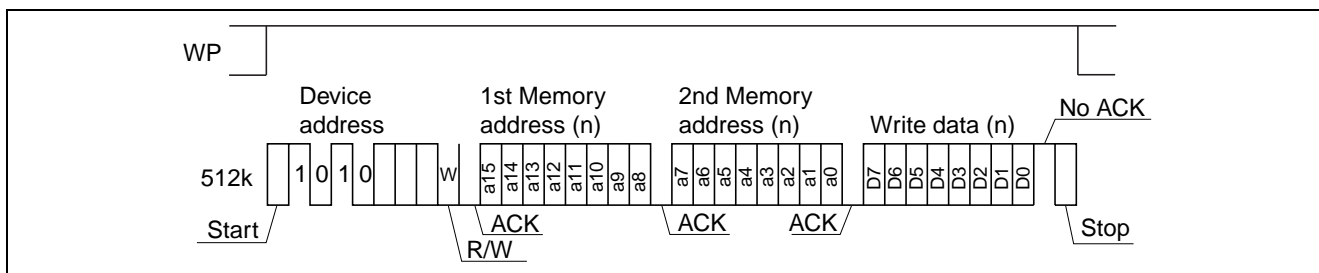 WP
Device
address
1st Memory
address (n)
2nd Memory
address (n)
Write data (n)
No ACK
512k
1 0 1 0
W
a15 a14 a13 a12 a11 a10 a9 a8
a7 a6 a5 a4 a3 a2 a1 a0
D7 D6 D5 D4 D3 D2 D1 D0
Start
R/W
ACK
ACK
ACK
Stop